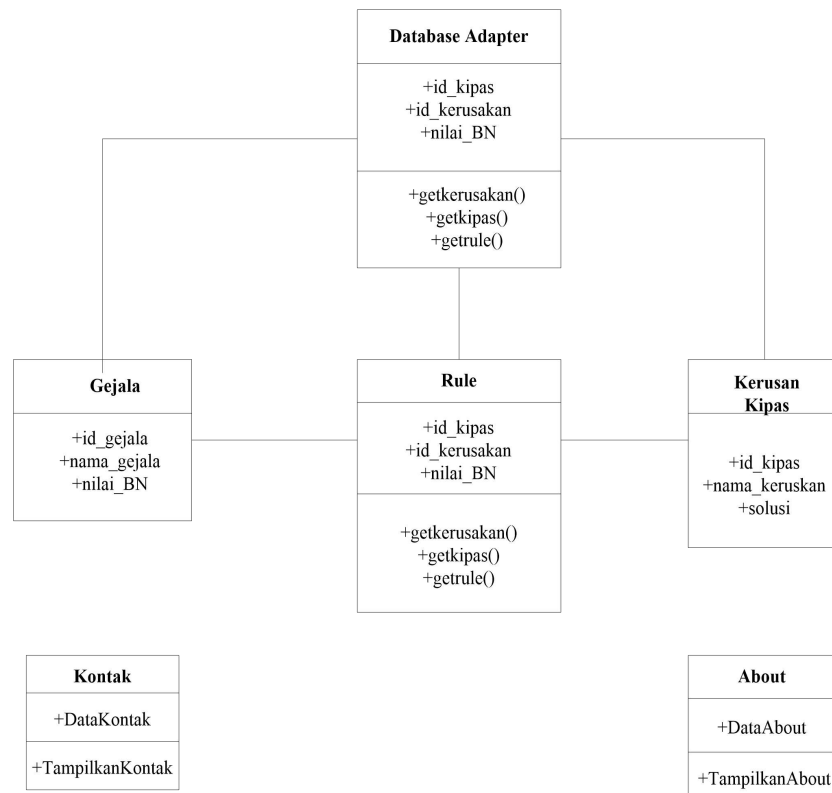 Database Adapter
+id_kipas
+id_kerusakan
+nilai_BN
+getkerusakan()
+getkipas()
+getrule()
Gejala
+id_gejala
+nama_gejala
+nilai_BN
Rule
+id_kipas
+id_kerusakan
+nilai_BN
+getkerusakan()
+getkipas()
+getrule()
Kerusan
Kipas
+id_kipas
+nama_keruskan
+solusi
Kontak
+DataKontak
+TampilkanKontak
About
+DataAbout
+TampilkanAbout